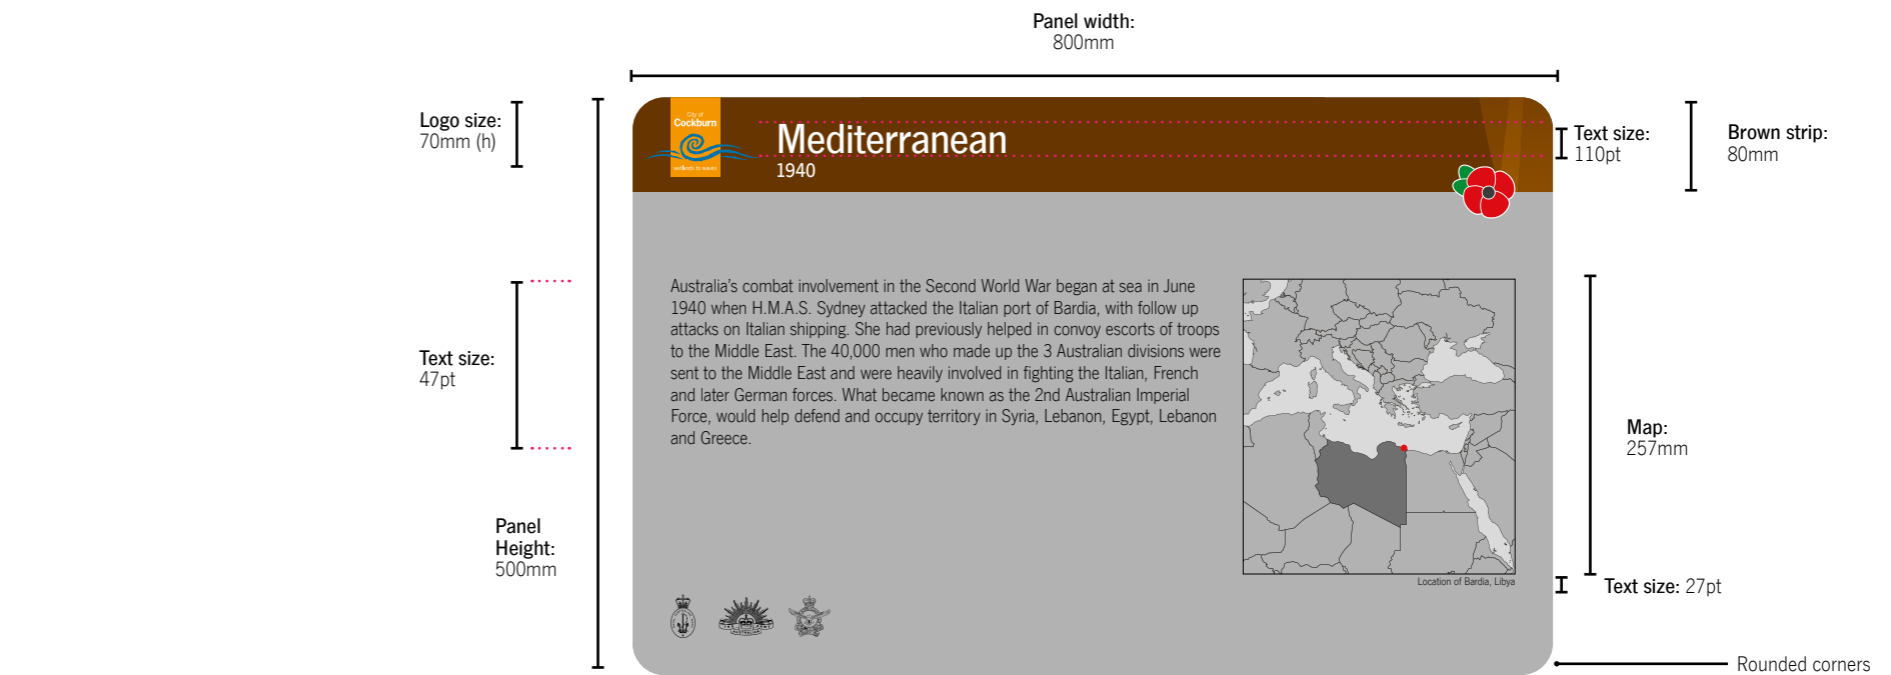 Panel width:
800mm
Logo size:
70mm (h)
City of
Cockburn
wetlands to waves
Mediterranean
1940
Text size:
110pt
Brown strip:
80mm
Australia's combat involvement in the Second World War began at sea in June
1940 when H.M.A.S. Sydney attacked the Italian port of Bardia, with follow up
attacks on Italian shipping. She had previously helped in convoy escorts of troops
to the Middle East. The 40,000 men who made up the 3 Australian divisions were
sent to the Middle East and were heavily involved in fighting the Italian, French
and later German forces. What became known as the 2nd Australian Imperial
Force, would help defend and occupy territory in Syria, Lebanon, Egypt, Lebanon
and Greece.
Text size:
47pt
Map:
257mm
Panel
Height:
500mm
Location of Bardia, Libya
Text size: 27pt
AUSTRALIAN
Rounded corners